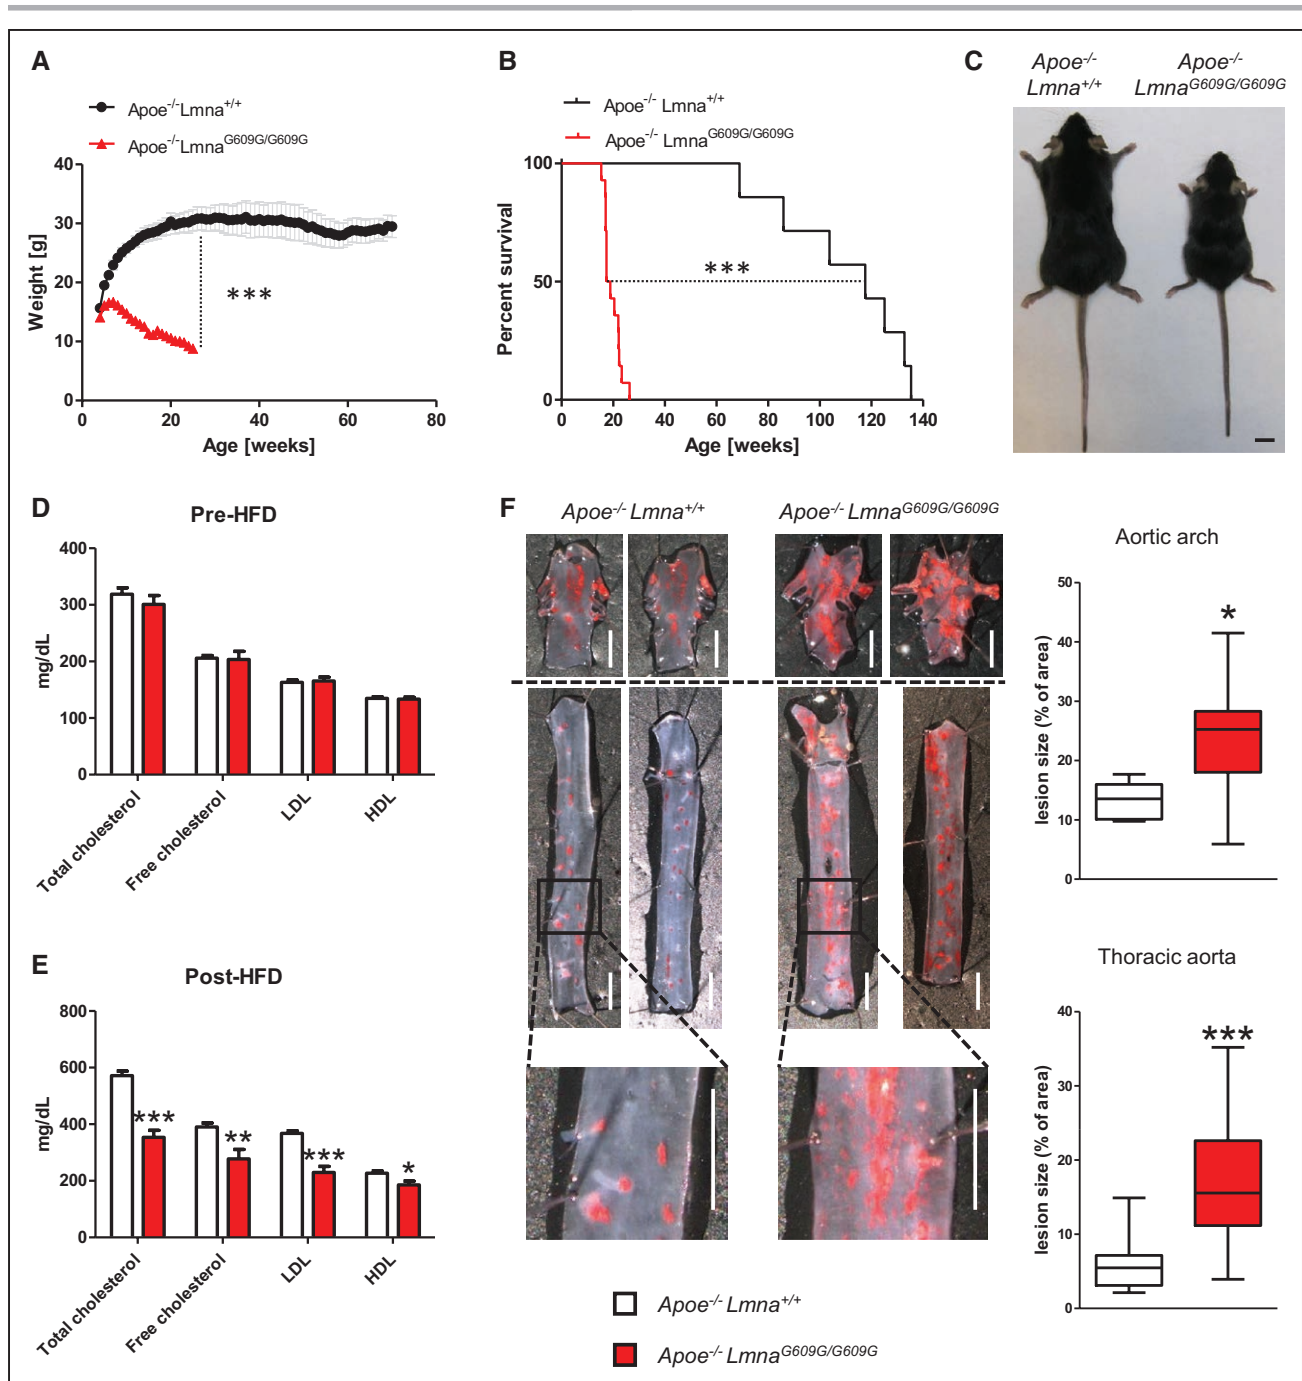 A
Apoe-/-Lmna+/+
Apoe-/-LmnaG609G/G609G
40
30
20
10
0
Weight [g]
***
0 20 40 60 80
Age [weeks]
B
Apoe-/- Lmna+/+
Apoe-/- LmnaG609G/G609G
100
50
0
Percent survival
***
0 20 40 60 80 100 120 140
Age [weeks]
C
Apoe-/-
Lmna+/+
Apoe-/-
LmnaG609G/G609G
D
Pre-HFD
400
300
200
100
0
mg/dL
Total cholesterol
Free cholesterol
LDL
HDL
E
Post-HFD
800
600
400
200
0
mg/dL
***
**
***
*
Total cholesterol
Free cholesterol
LDL
HDL
F
Apoe-/- Lmna+/+
Apoe-/- LmnaG609G/G609G
Aortic arch
50
40
30
20
10
0
lesion size (% of area)
*
Thoracic aorta
40
30
20
10
0
lesion size (% of area)
***
Apoe-/- Lmna+/+
Apoe-/- LmnaG609G/G609G